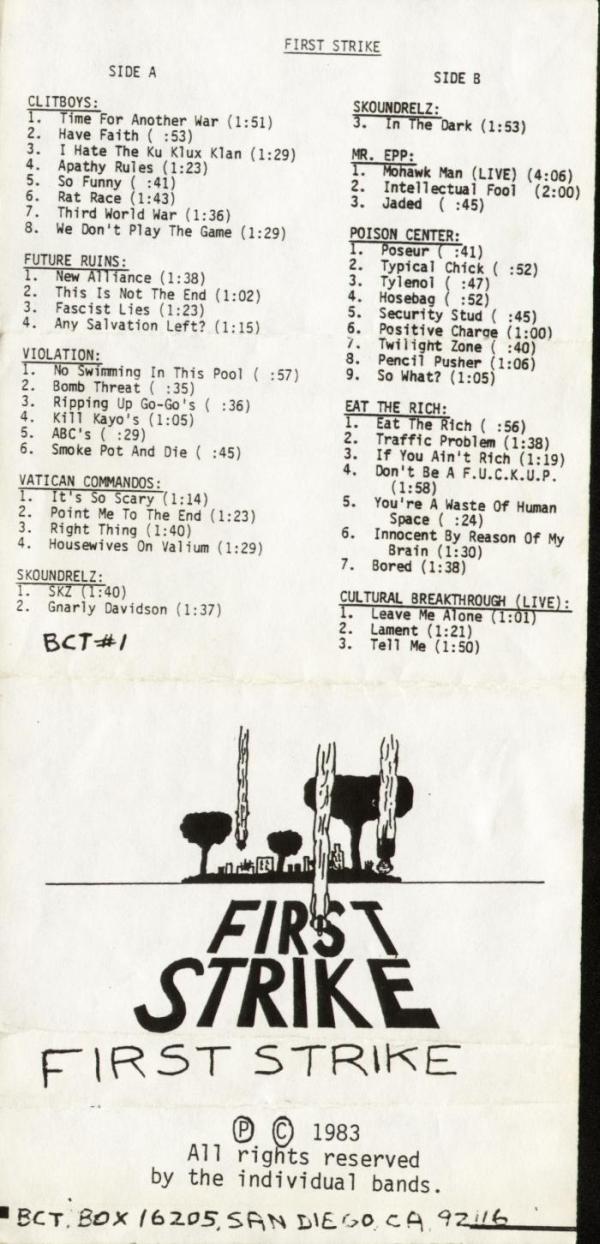 FIRST STRIKE
SIDE A
CLITBOYS:
1. Time For Another War (1:51)
2. Have Faith ( :53)
3. I Hate The Ku Klux Klan (1:29)
4. Apathy Rules (1:23)
5. So Funny ( :41)
6. Rat Race (1:43)
7. Third World War (1:36)
8. We Don't Play The Game (1:29)
FUTURE RUINS:
1. New Alliance (1:38)
2. This Is Not The End (1:02)
3. Fascist Lies (1:23)
4. Any Salvation Left? (1:15)
VIOLATION:
1. No Swimming In This Pool ( :57)
2. Bomb Threat ( :35)
3. Ripping Up Go-Go's ( :36)
4. Kill Kayo's (1:05)
5. ABC's ( :29)
6. Smoke Pot And Die ( :45)
VATICAN COMMANDOS:
1. It's So Scary (1:14)
2. Point Me To The End (1:23)
3. Right Thing (1:40)
4. Housewives On Valium (1:29)
SKOUNDRELZ:
1. SKZ (1:40)
2. Gnarly Davidson (1:37)
BCT#1
SIDE B
SKOUNDRELZ:
3. In The Dark (1:53)
MR. EPP:
1. Mohawk Man (LIVE) (4:06)
2. Intellectual Fool (2:00)
3. Jaded ( :45)
POISON CENTER:
1. Poseur ( :41)
2. Typical Chick ( :52)
3. Tylenol ( :47)
4. Hosebag ( :52)
5. Security Stud ( :45)
6. Positive Charge (1:00)
7. Twilight Zone ( :40)
8. Pencil Pusher (1:06)
9. So What? (1:05)
EAT THE RICH:
1. Eat The Rich ( :56)
2. Traffic Problem (1:38)
3. If You Ain't Rich (1:19)
4. Don't Be A F.U.C.K.U.P.
(1:58)
5. You're A Waste Of Human
Space ( :24)
6. Innocent By Reason Of My
Brain (1:30)
7. Bored (1:38)
CULTURAL BREAKTHROUGH (LIVE):
1. Leave Me Alone (1:01)
2. Lament (1:21)
3. Tell Me (1:50)
FIRST
STRIKE
FIRST STRIKE
Ⓟ © 1983
All rights reserved
by the individual bands.
BCT, BOX 16205, SAN DIEGO, CA, 92116